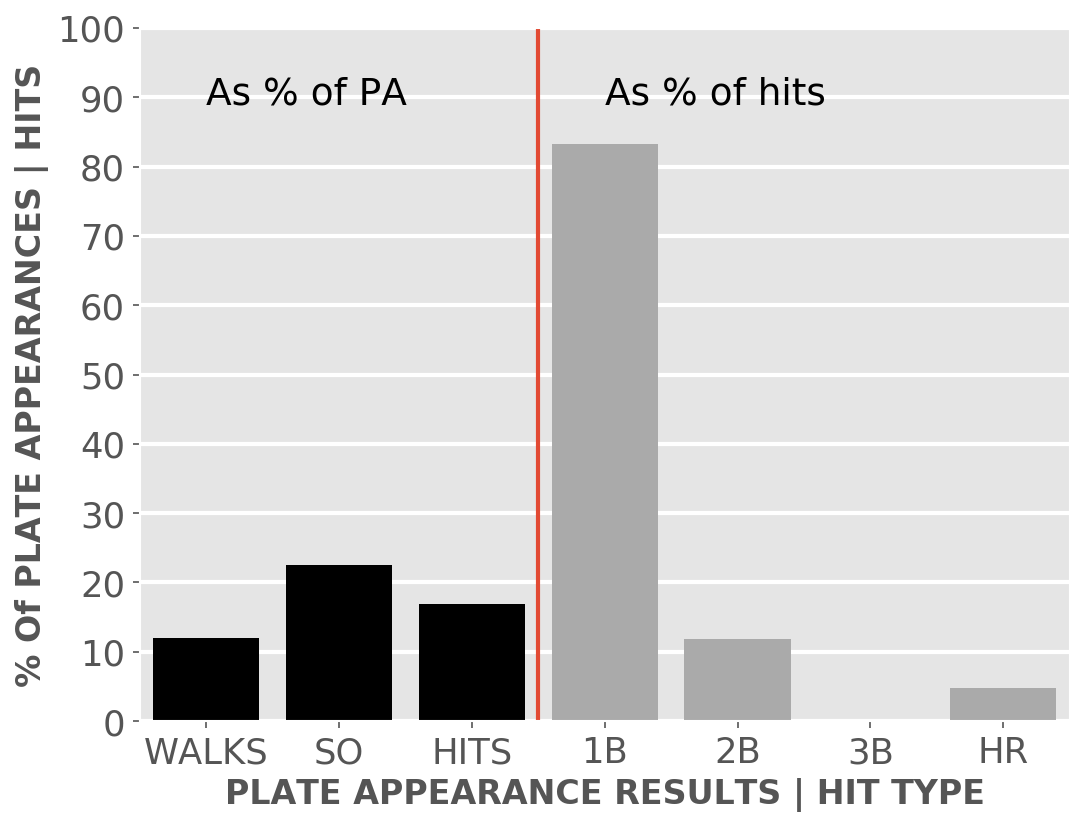 100
90
80
70
60
50
40
30
20
10
0
% Of PLATE APPEARANCES | HITS
As % of PA
As % of hits
WALKS SO HITS 1B 2B 3B HR
PLATE APPEARANCE RESULTS | HIT TYPE